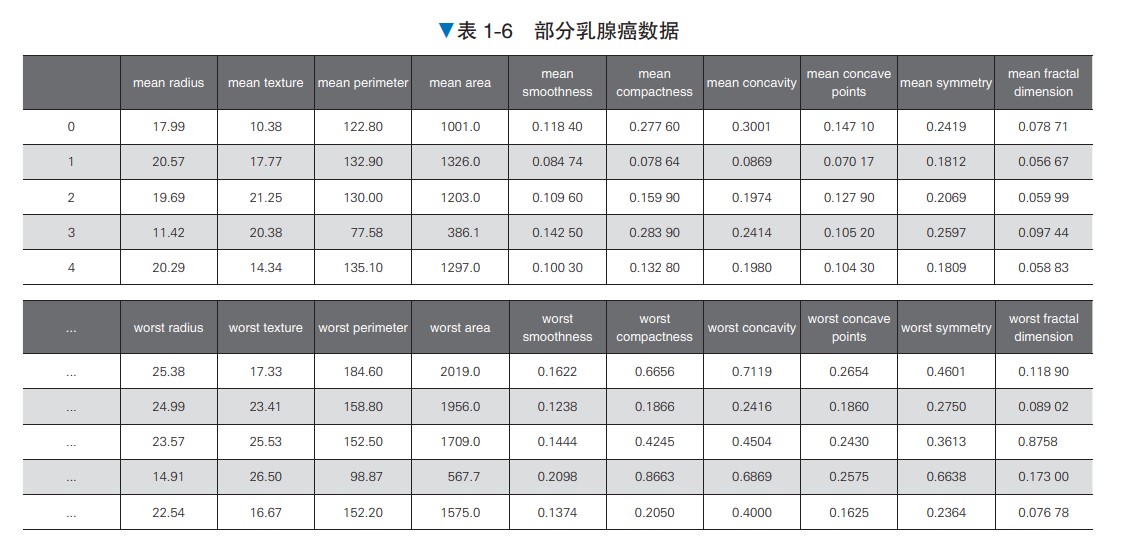 ▼表 1-6 部分乳腺癌数据
mean radius mean texture mean perimeter mean area mean smoothness mean compactness mean concavity mean concave points mean symmetry mean fractal dimension
0 17.99 10.38 122.80 1001.0 0.118 40 0.277 60 0.3001 0.147 10 0.2419 0.078 71
1 20.57 17.77 132.90 1326.0 0.084 74 0.078 64 0.0869 0.070 17 0.1812 0.056 67
2 19.69 21.25 130.00 1203.0 0.109 60 0.159 90 0.1974 0.127 90 0.2069 0.059 99
3 11.42 20.38 77.58 386.1 0.142 50 0.283 90 0.2414 0.105 20 0.2597 0.097 44
4 20.29 14.34 135.10 1297.0 0.100 30 0.132 80 0.1980 0.104 30 0.1809 0.058 83
... worst radius worst texture worst perimeter worst area worst smoothness worst compactness worst concavity worst concave points worst symmetry worst fractal dimension
... 25.38 17.33 184.60 2019.0 0.1622 0.6656 0.7119 0.2654 0.4601 0.118 90
... 24.99 23.41 158.80 1956.0 0.1238 0.1866 0.2416 0.1860 0.2750 0.089 02
... 23.57 25.53 152.50 1709.0 0.1444 0.4245 0.4504 0.2430 0.3613 0.8758
... 14.91 26.50 98.87 567.7 0.2098 0.8663 0.6869 0.2575 0.6638 0.173 00
... 22.54 16.67 152.20 1575.0 0.1374 0.2050 0.4000 0.1625 0.2364 0.076 78